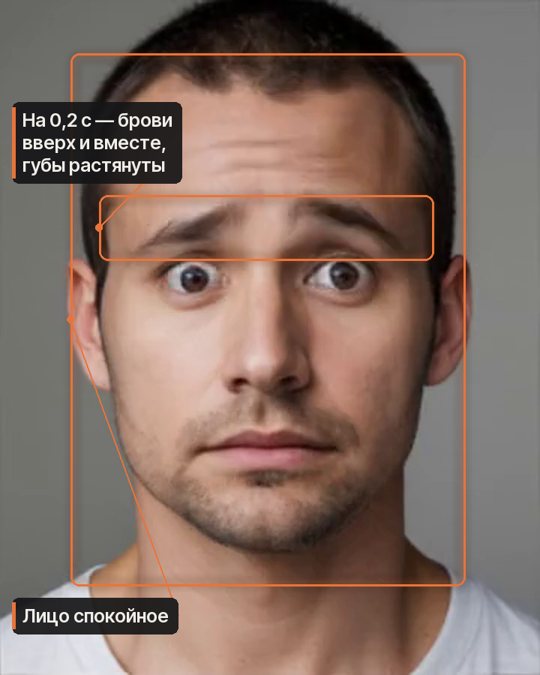 На 0,2 с — брови
вверх и вместе,
губы растянуты
Лицо спокойное